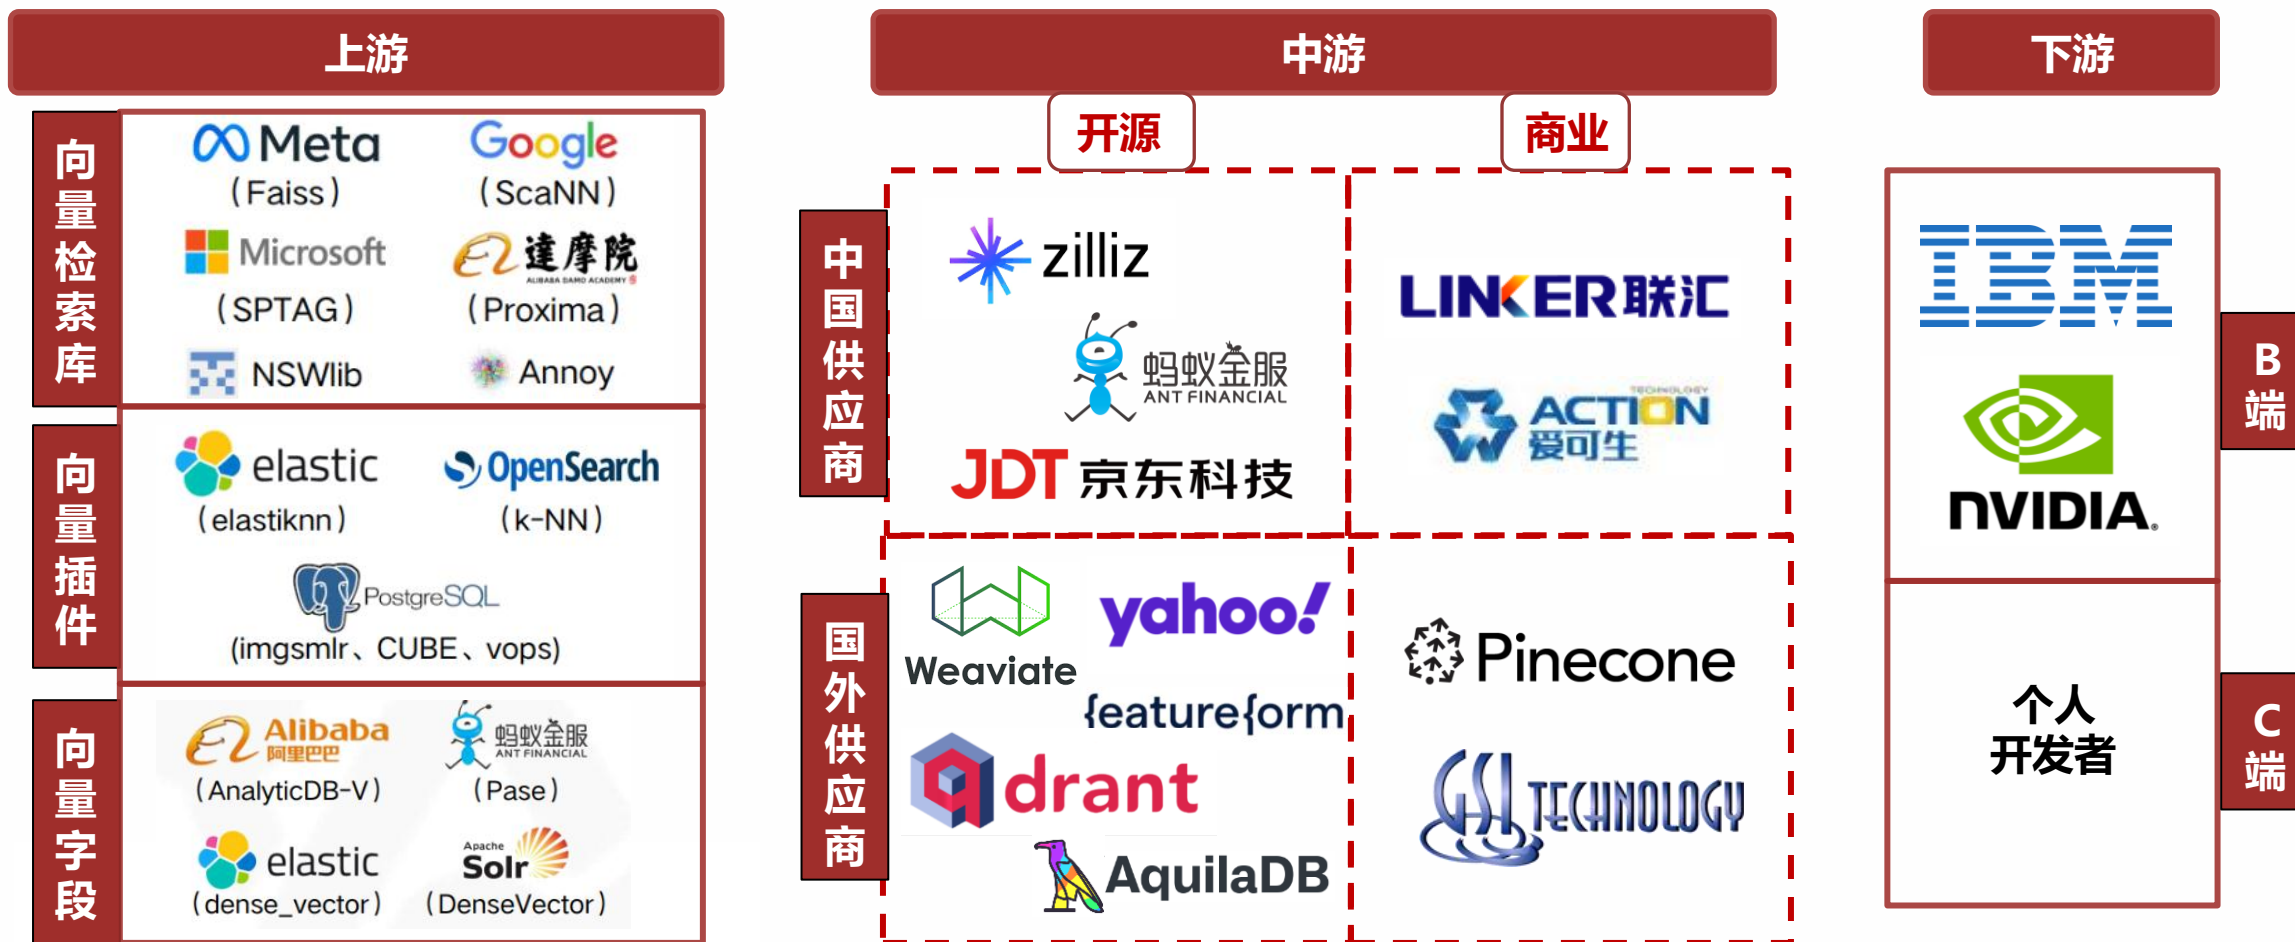 上游
向量检索库
Meta
(Faiss)
Google
(ScaNN)
Microsoft
(SPTAG)
達摩院
ALIBABA DAMO ACADEMY
(Proxima)
NSWlib
Annoy
向量插件
elastic
(elastiknn)
OpenSearch
(k-NN)
PostgreSQL
(imgsmlr、CUBE、vops)
向量字段
Alibaba
阿里巴巴
(AnalyticDB-V)
蚂蚁金服
ANT FINANCIAL
(Pase)
elastic
(dense_vector)
Apache
Solr
(DenseVector)
中游
开源
商业
中国供应商
zilliz
蚂蚁金服
ANT FINANCIAL
JDT 京东科技
LINKER联汇
TECHNOLOGY
ACTION
爱可生
国外供应商
Weaviate
yahoo!
featureform
qdrant
AquilaDB
Pinecone
GSI TECHNOLOGY
下游
IBM
NVIDIA.
B端
个人
开发者
C端